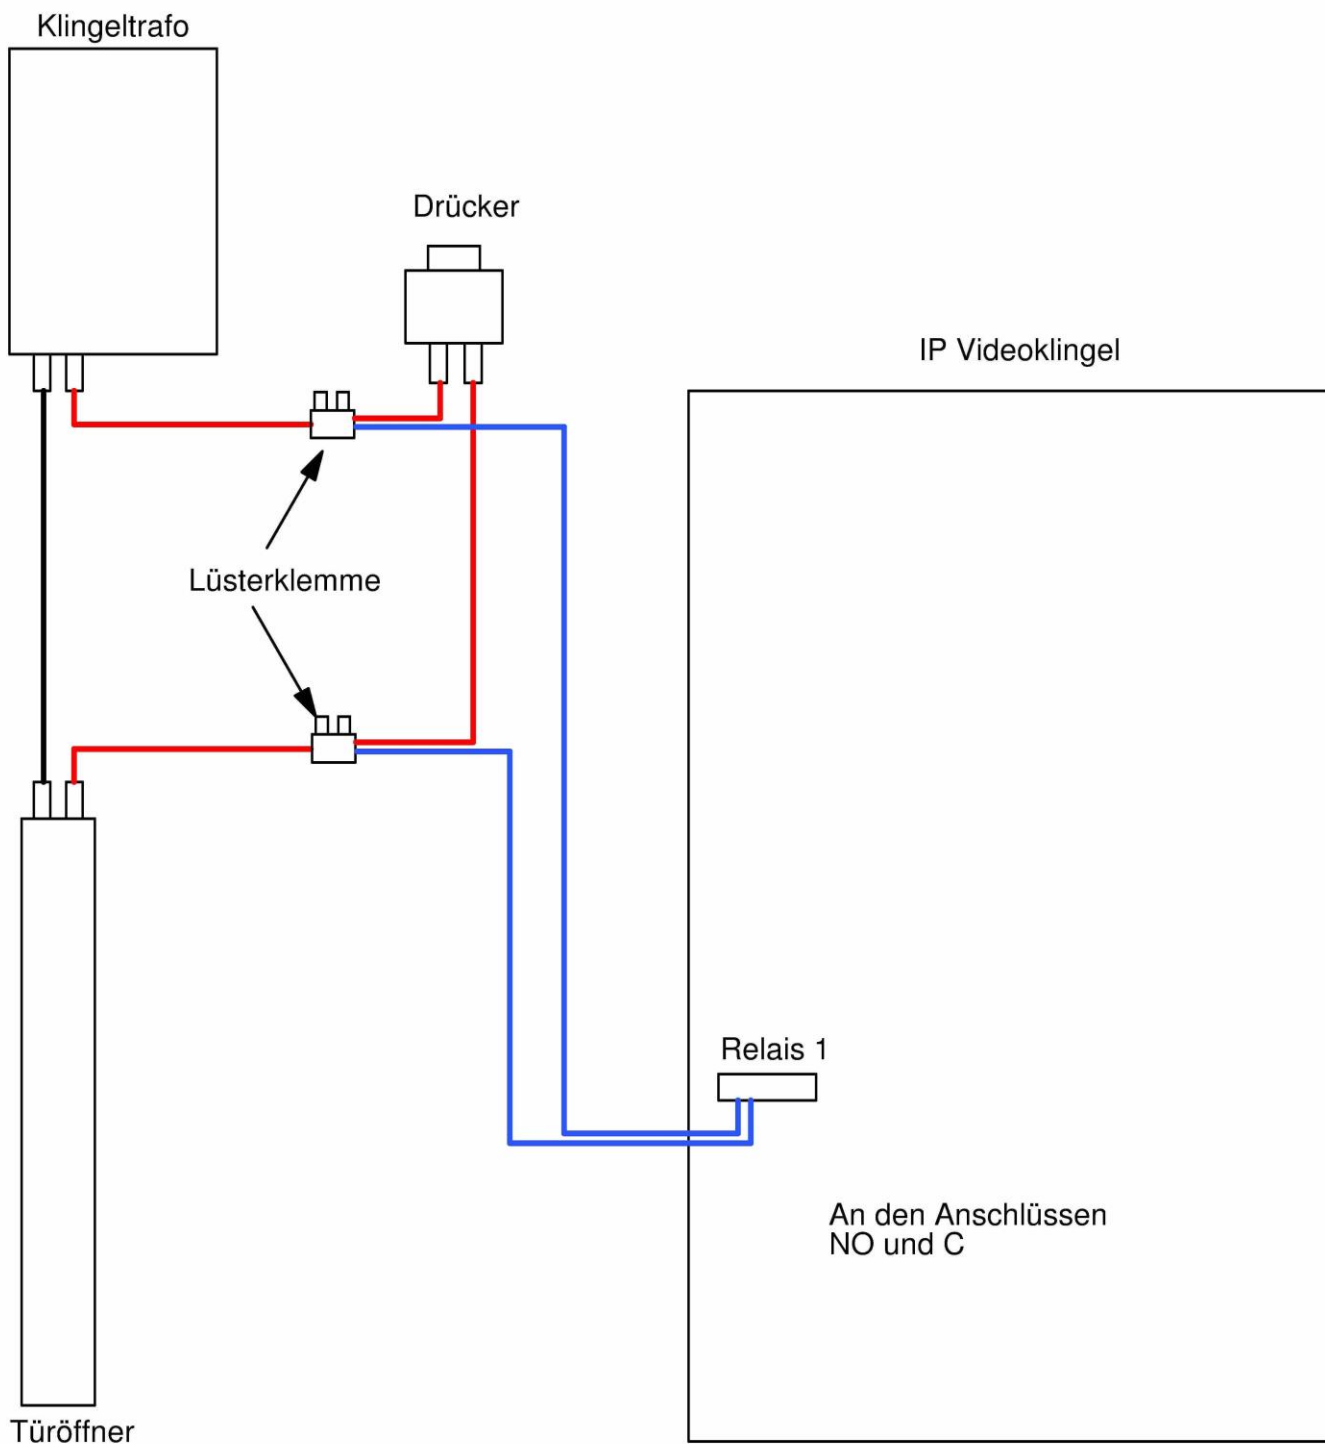 Klingeltrafo
Drücker
IP Videoklingel
Lüsterklemme
Relais 1
An den Anschlüssen
NO und C
Türöffner